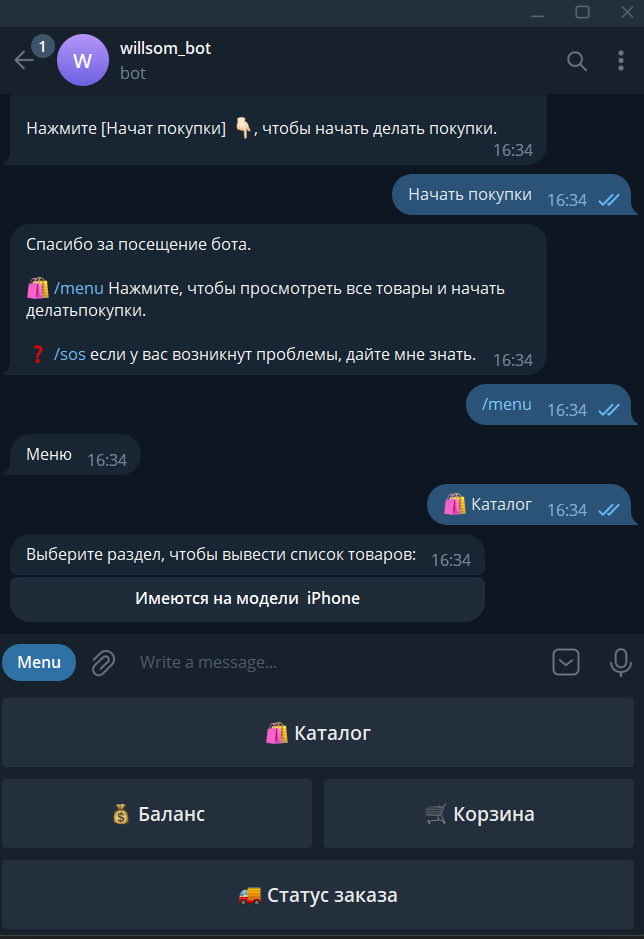 1
W
willsom_bot
bot
Нажмите [Начат покупки] 👇🏻, чтобы начать делать покупки.
16:34
Начать покупки 16:34
Спасибо за посещение бота.
🛍 /menu Нажмите, чтобы просмотреть все товары и начать
делатьпокупки.
❓ /sos если у вас возникнут проблемы, дайте мне знать. 16:34
/menu 16:34
Меню 16:34
🛍 Каталог 16:34
Выберите раздел, чтобы вывести список товаров: 16:34
Имеются на модели iPhone
Menu Write a message...
🛍 Каталог
💰 Баланс
🛒 Корзина
🚚 Статус заказа